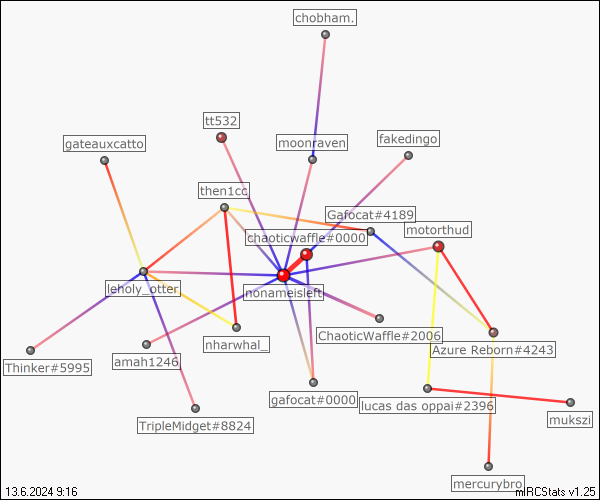 chobham.
tt532
gateauxcatto
moonraven
fakedingo
then1cc
Gafocat#4189
chaoticwaffle#0000
motorthud
leholy_otter
nonameisleft
ChaoticWaffle#2006
nharwhal_
Azure Reborn#4243
Thinker#5995
amah1246
gafocat#0000
lucas das oppai#2396
TripleMidget#8824
mukszi
mercurybro
13.6.2024 9:16
mIRCStats v1.25